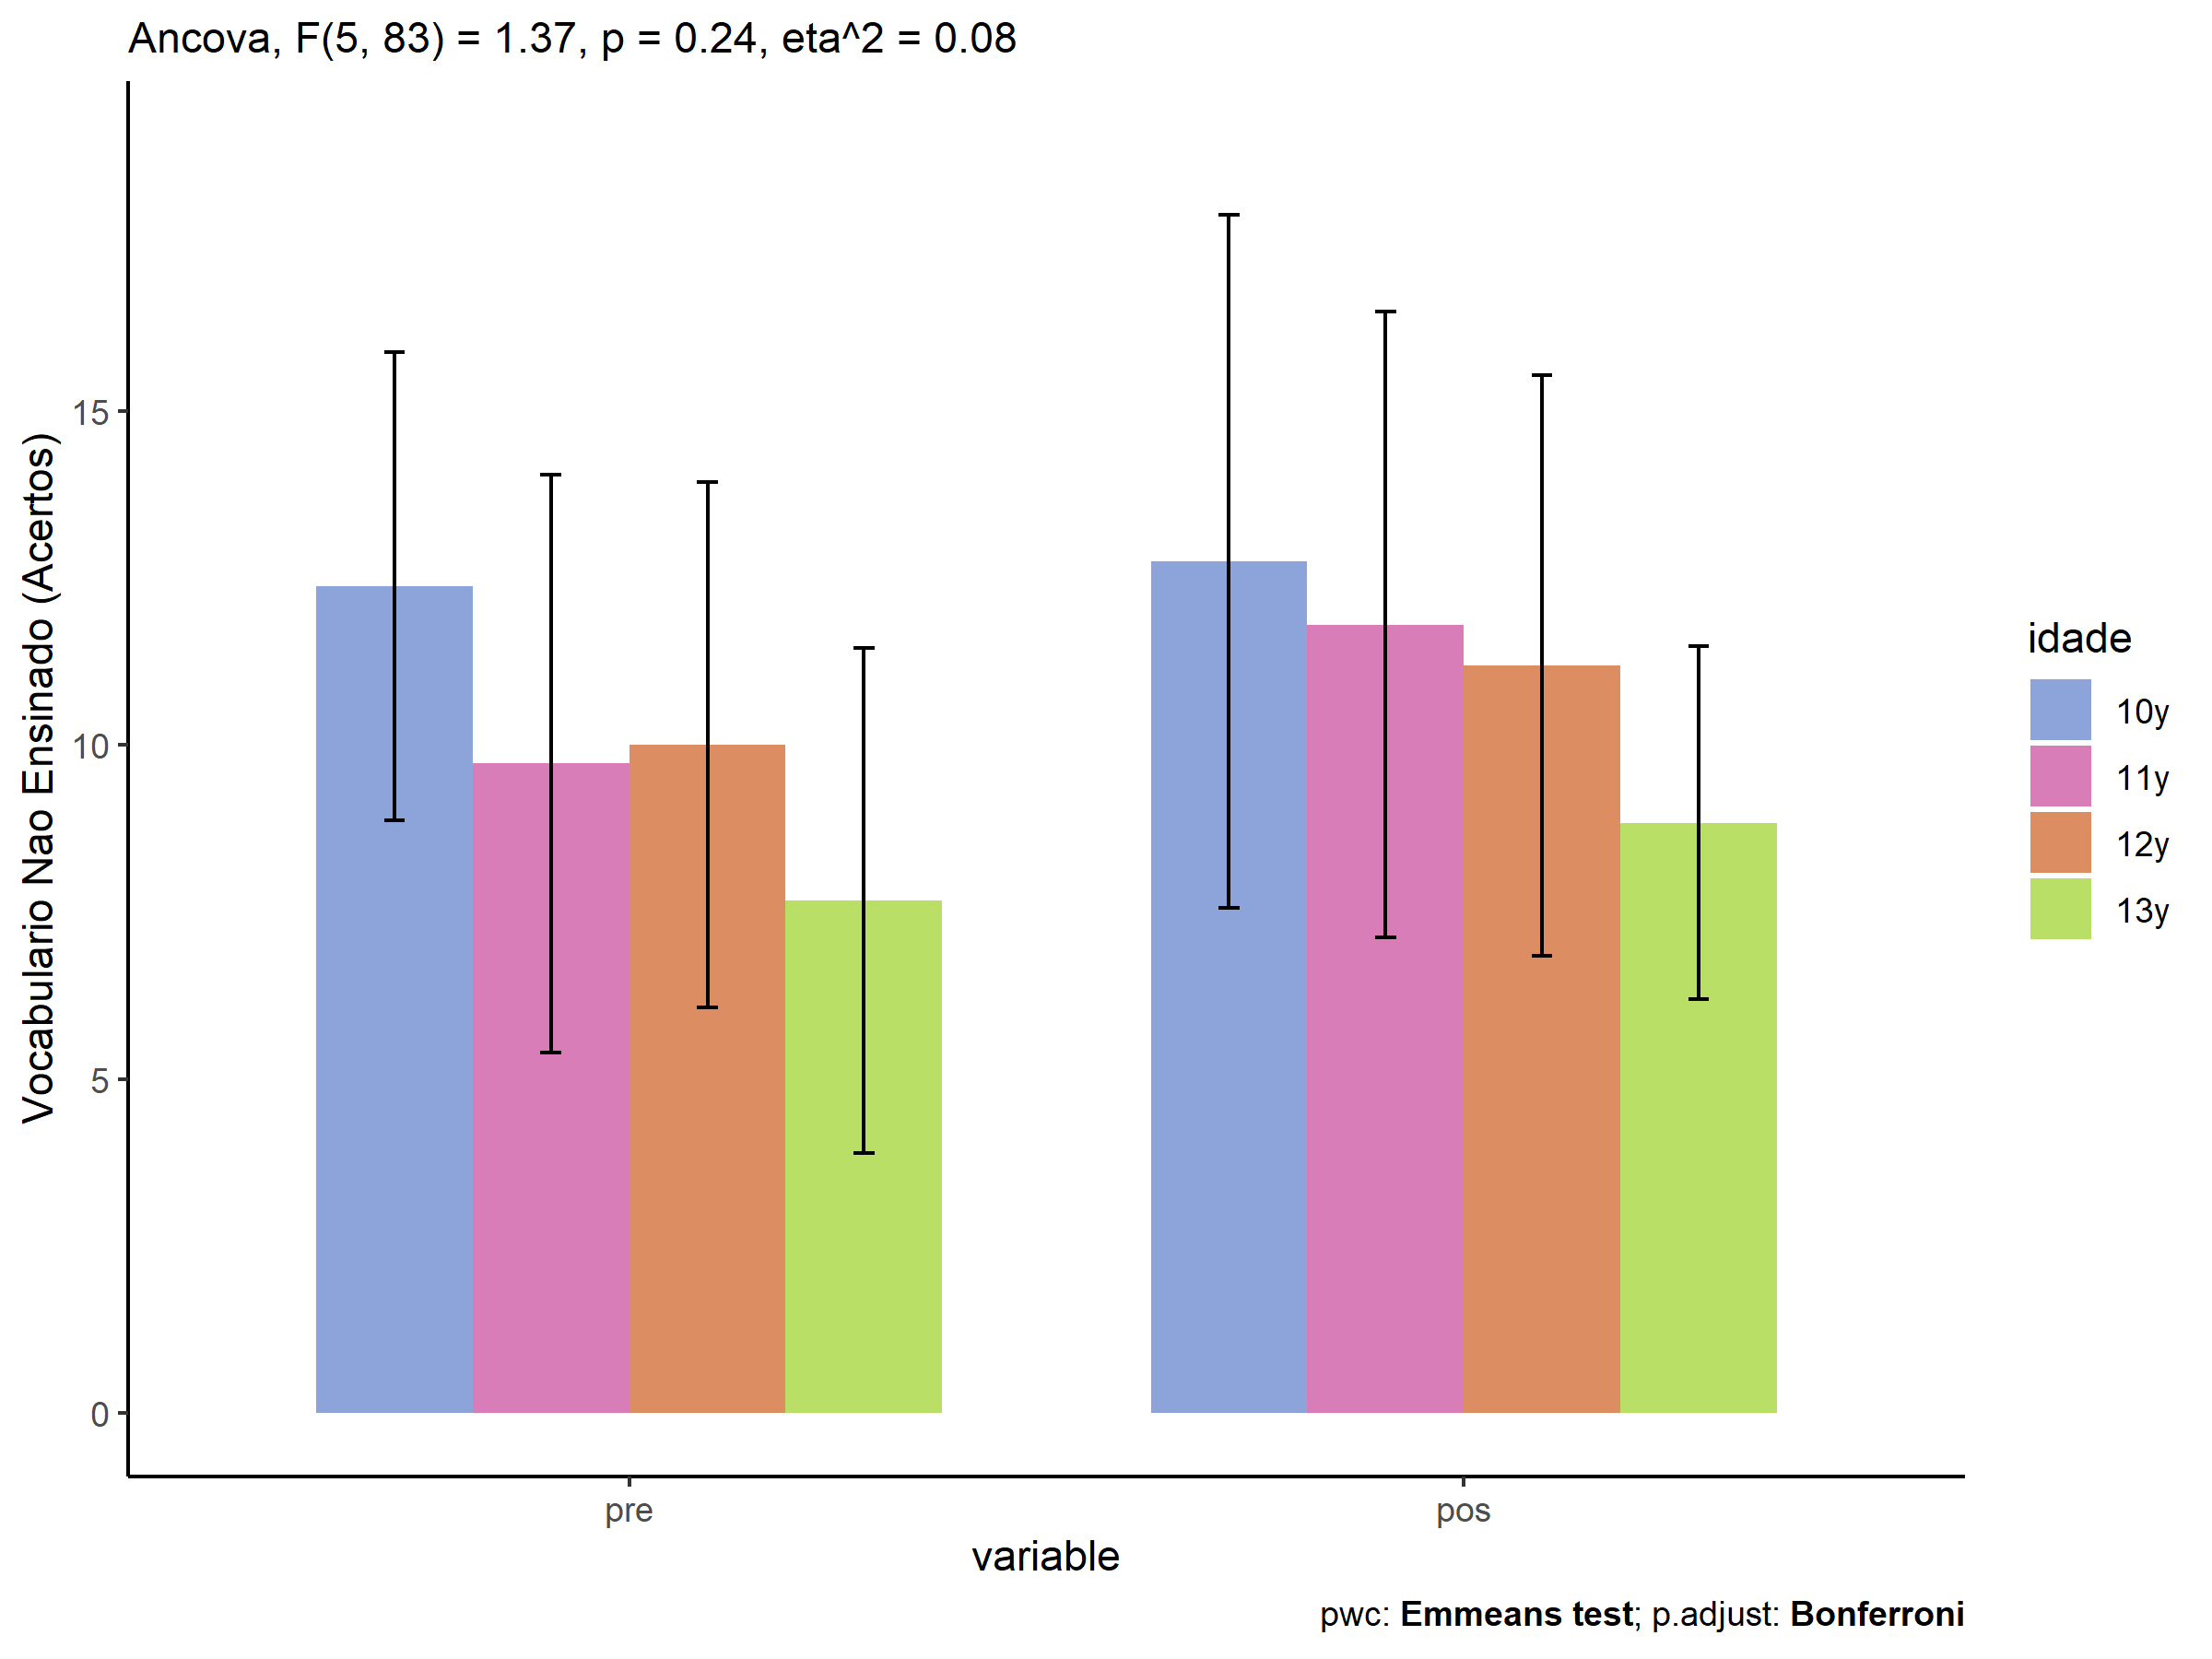 Ancova, F(5, 83) = 1.37, p = 0.24, eta^2 = 0.08
Vocabulario Nao Ensinado (Acertos)
15
10
5
0
pre
pos
variable
idade
10y
11y
12y
13y
pwc: Emmeans test; p.adjust: Bonferroni